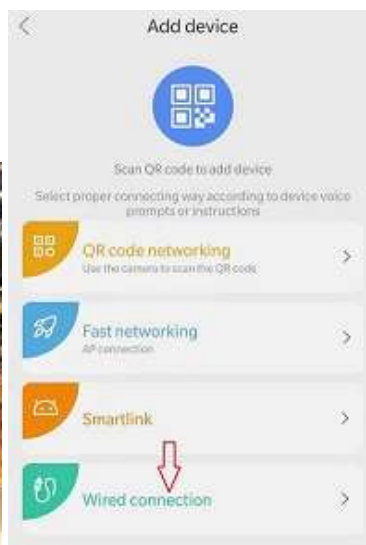 Add device
Scan QR code to add device
Select proper connecting way according to device voice
prompts or instructions
QR code networking
Use the camera to scan the QR code
Fast networking
AP connection
Smartlink
Wired connection